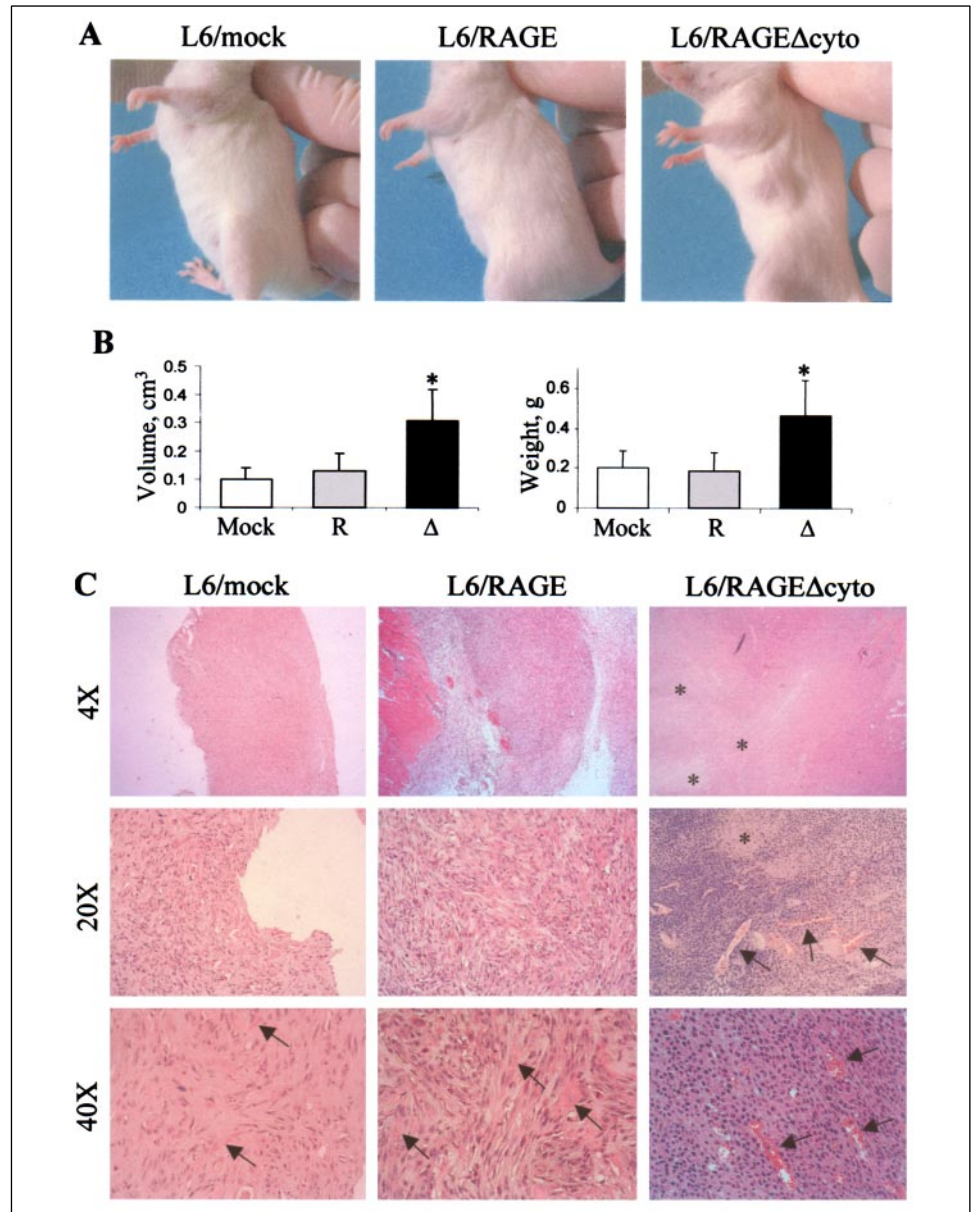 A
L6/mock L6/RAGE L6/RAGEΔcyto
B
Volume, cm³
0.5
0.4
0.3
0.2
0.1
0
*
Mock R Δ
Weight, g
0.6
0.4
0.2
0
*
Mock R Δ
C
L6/mock L6/RAGE L6/RAGEΔcyto
4X
*
*
*
20X
*
40X